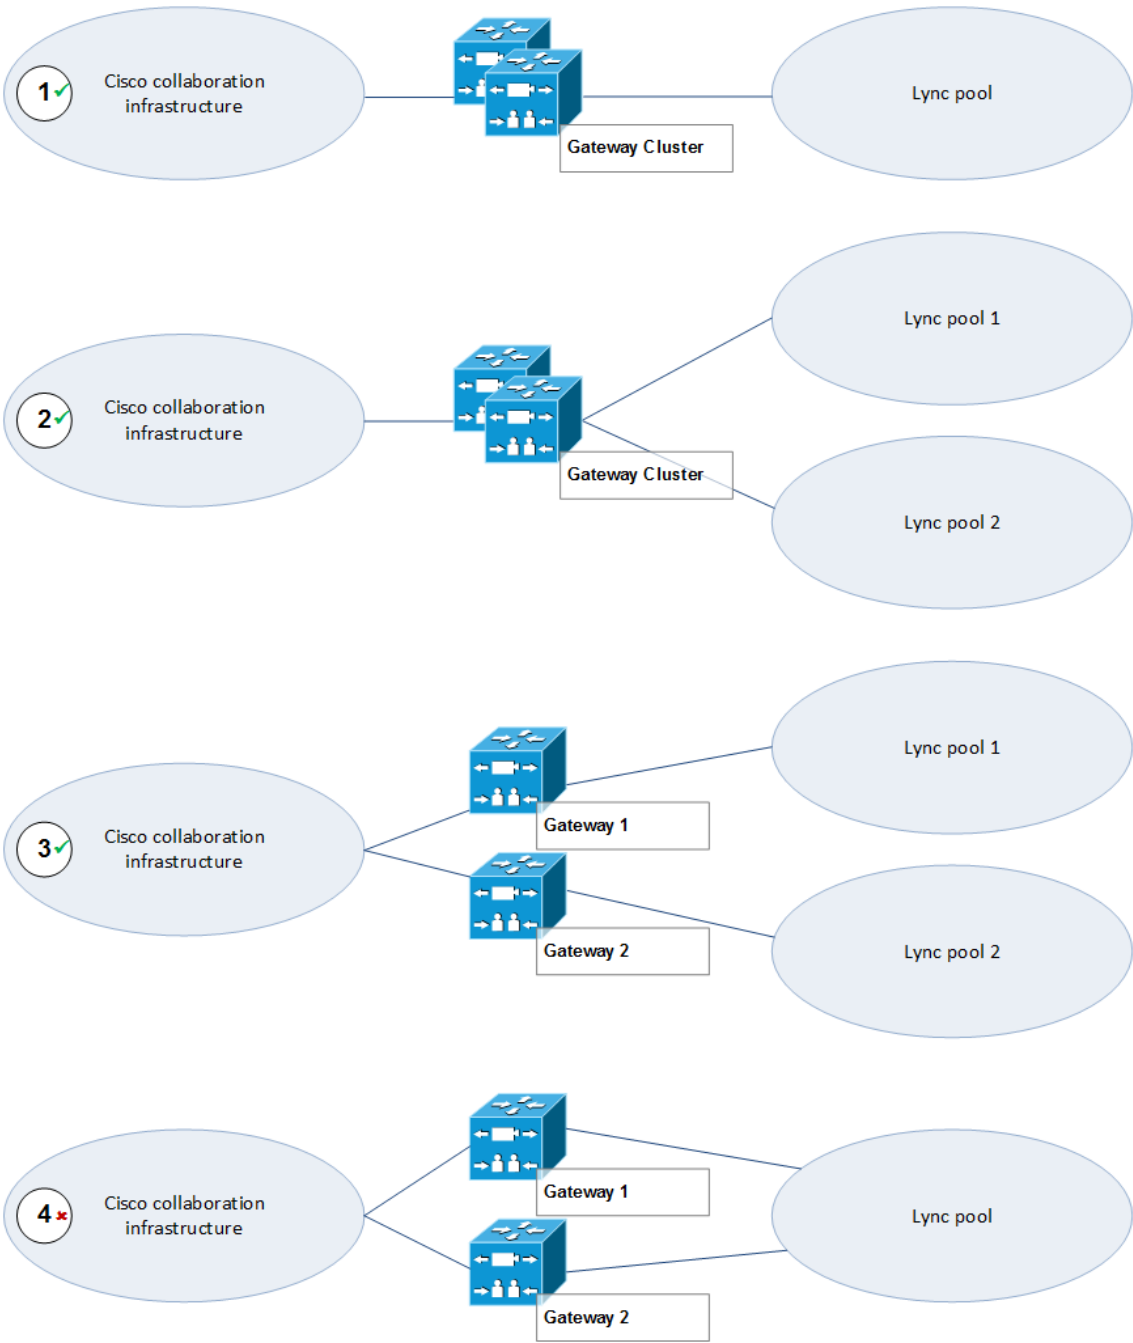 1
Cisco collaboration
infrastructure
Gateway Cluster
Lync pool
2
Cisco collaboration
infrastructure
Gateway Cluster
Lync pool 1
Lync pool 2
3
Cisco collaboration
infrastructure
Gateway 1
Gateway 2
Lync pool 1
Lync pool 2
4
Cisco collaboration
infrastructure
Gateway 1
Gateway 2
Lync pool